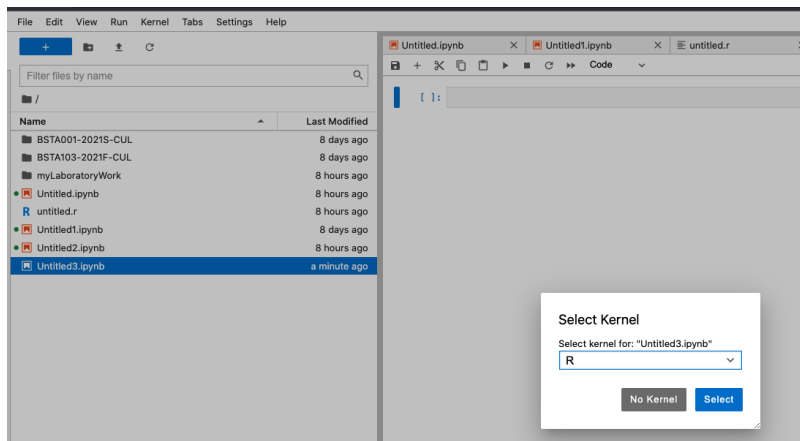 File Edit View Run Kernel Tabs Settings Help
+
Untitled.ipynb × Untitled1.ipynb × untitled.r
Filter files by name
Code
/
[ ]:
Name Last Modified
BSTA001-2021S-CUL 8 days ago
BSTA103-2021F-CUL 8 days ago
myLaboratoryWork 8 hours ago
Untitled.ipynb 8 hours ago
R untitled.r 8 hours ago
Untitled1.ipynb 8 days ago
Untitled2.ipynb 8 hours ago
Untitled3.ipynb a minute ago
Select Kernel
Select kernel for: "Untitled3.ipynb"
R
No Kernel Select